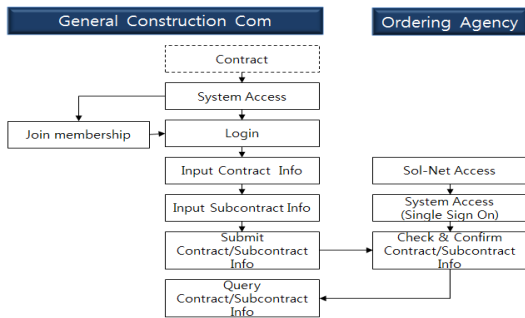 General Construction Com
Ordering Agency
Contract
System Access
Join membership
Login
Input Contract Info
Sol-Net Access
Input Subcontract Info
System Access
(Single Sign On)
Submit
Contract/Subcontract
Info
Check & Confirm
Contract/Subcontract
Info
Query
Contract/Subcontract
Info